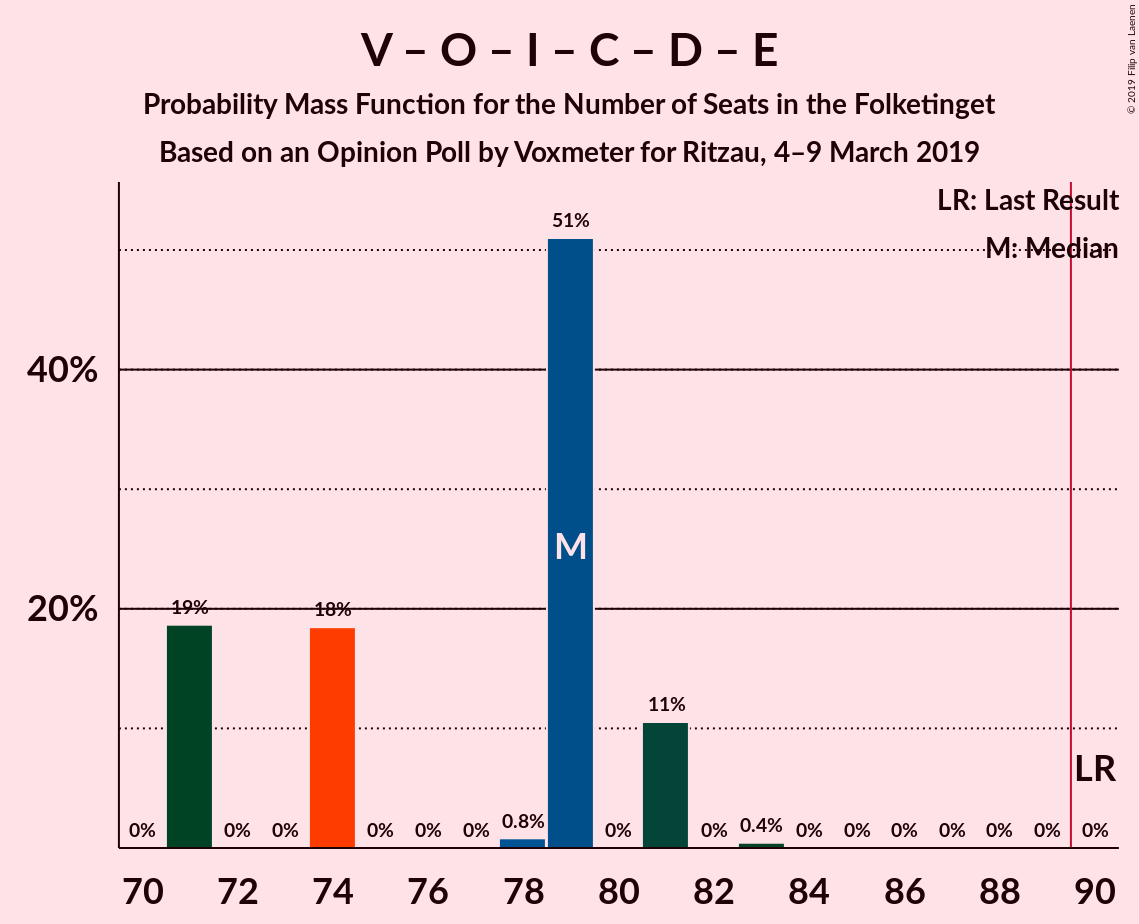 V – O – I – C – D – E
Probability Mass Function for the Number of Seats in the Folketinget
Based on an Opinion Poll by Voxmeter for Ritzau, 4–9 March 2019
© 2019 Filip van Laenen
LR: Last Result
M: Median
51%
40%
M
20%
19%
18%
11%
LR
0%
0%
0%
0%
0%
0%
0.8%
0%
0%
0.4%
0%
0%
0%
0%
0%
0%
0%
70 72 74 76 78 80 82 84 86 88 90